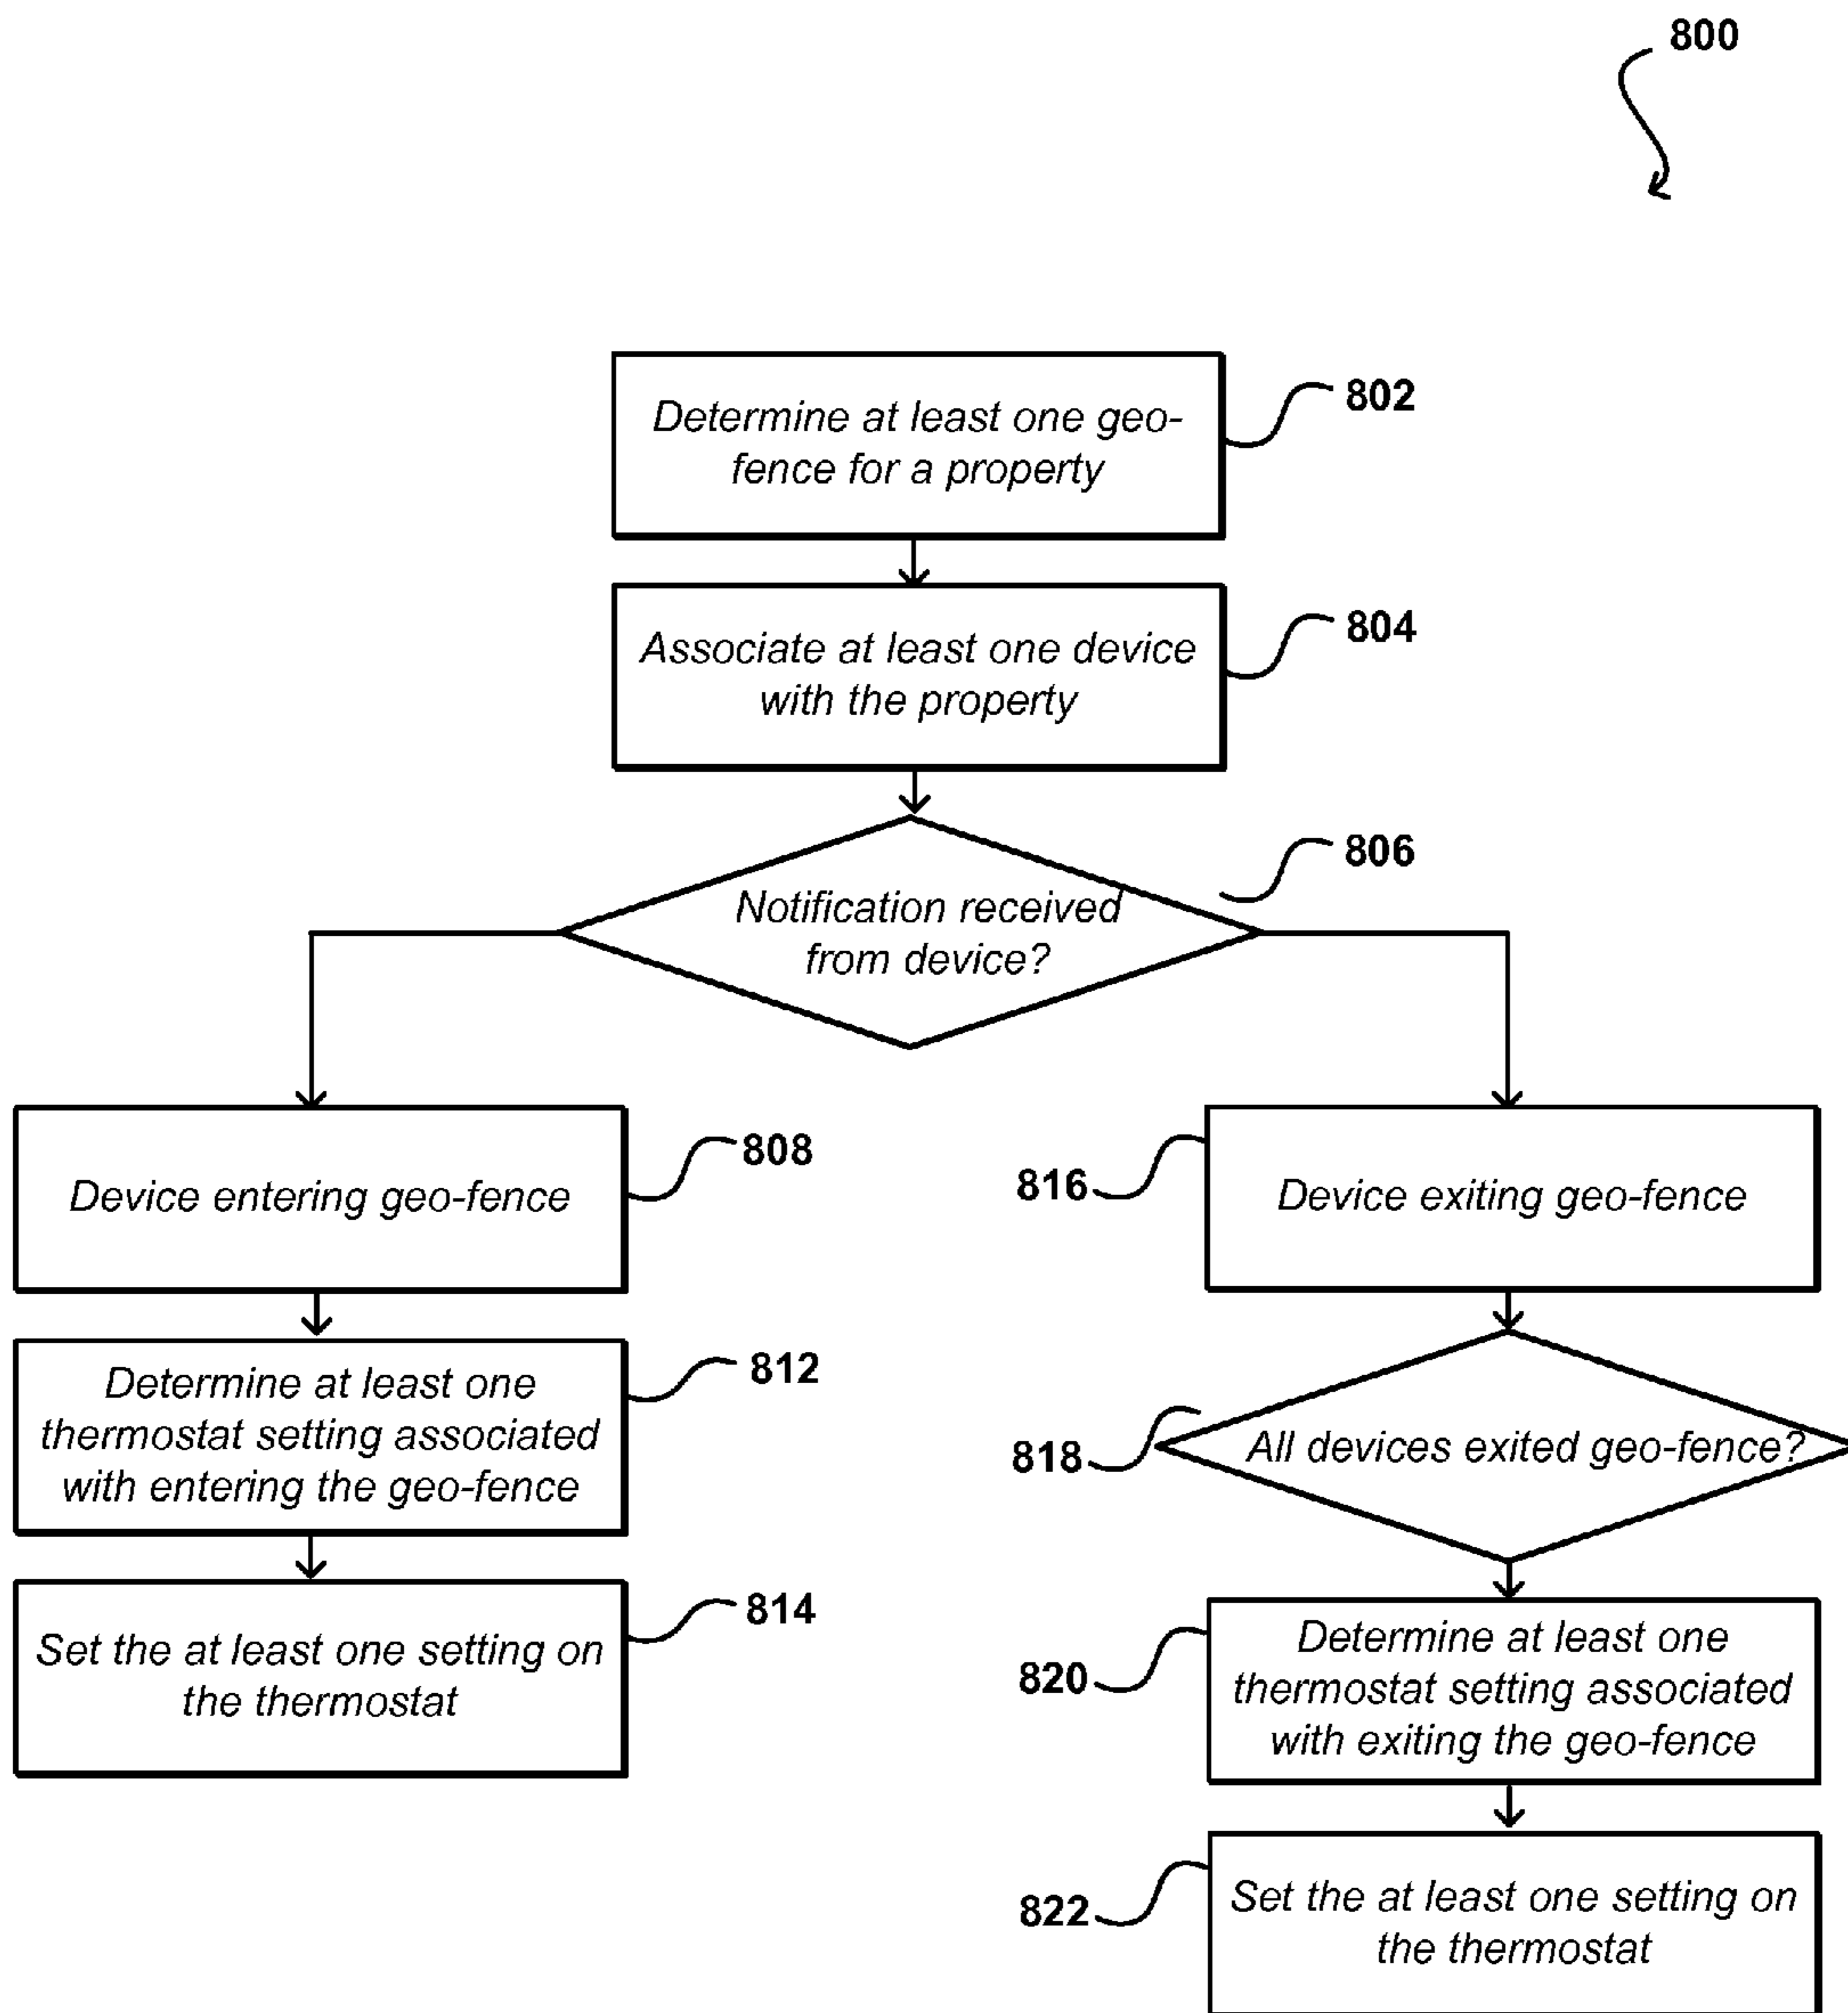 800
Determine at least one geo-
fence for a property
802
Associate at least one device
with the property
804
Notification received
from device?
806
Device entering geo-fence
808
Determine at least one
thermostat setting associated
with entering the geo-fence
812
Set the at least one setting on
the thermostat
814
816
Device exiting geo-fence
818
All devices exited geo-fence?
820
Determine at least one
thermostat setting associated
with exiting the geo-fence
822
Set the at least one setting on
the thermostat